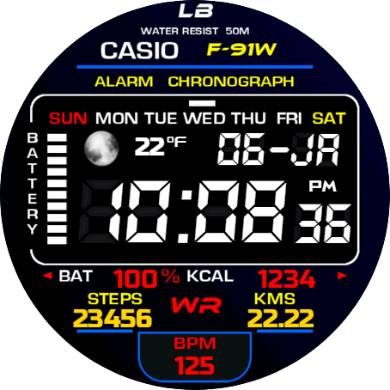 LB
WATER RESIST 50M
CASIO F-91W
ALARM CHRONOGRAPH
SUN MON TUE WED THU FRI SAT
BATTERY
22°F 06-JA
PM
10:08 36
BAT 100% KCAL 1234
STEPS WR KMS
23456 22.22
BPM
125